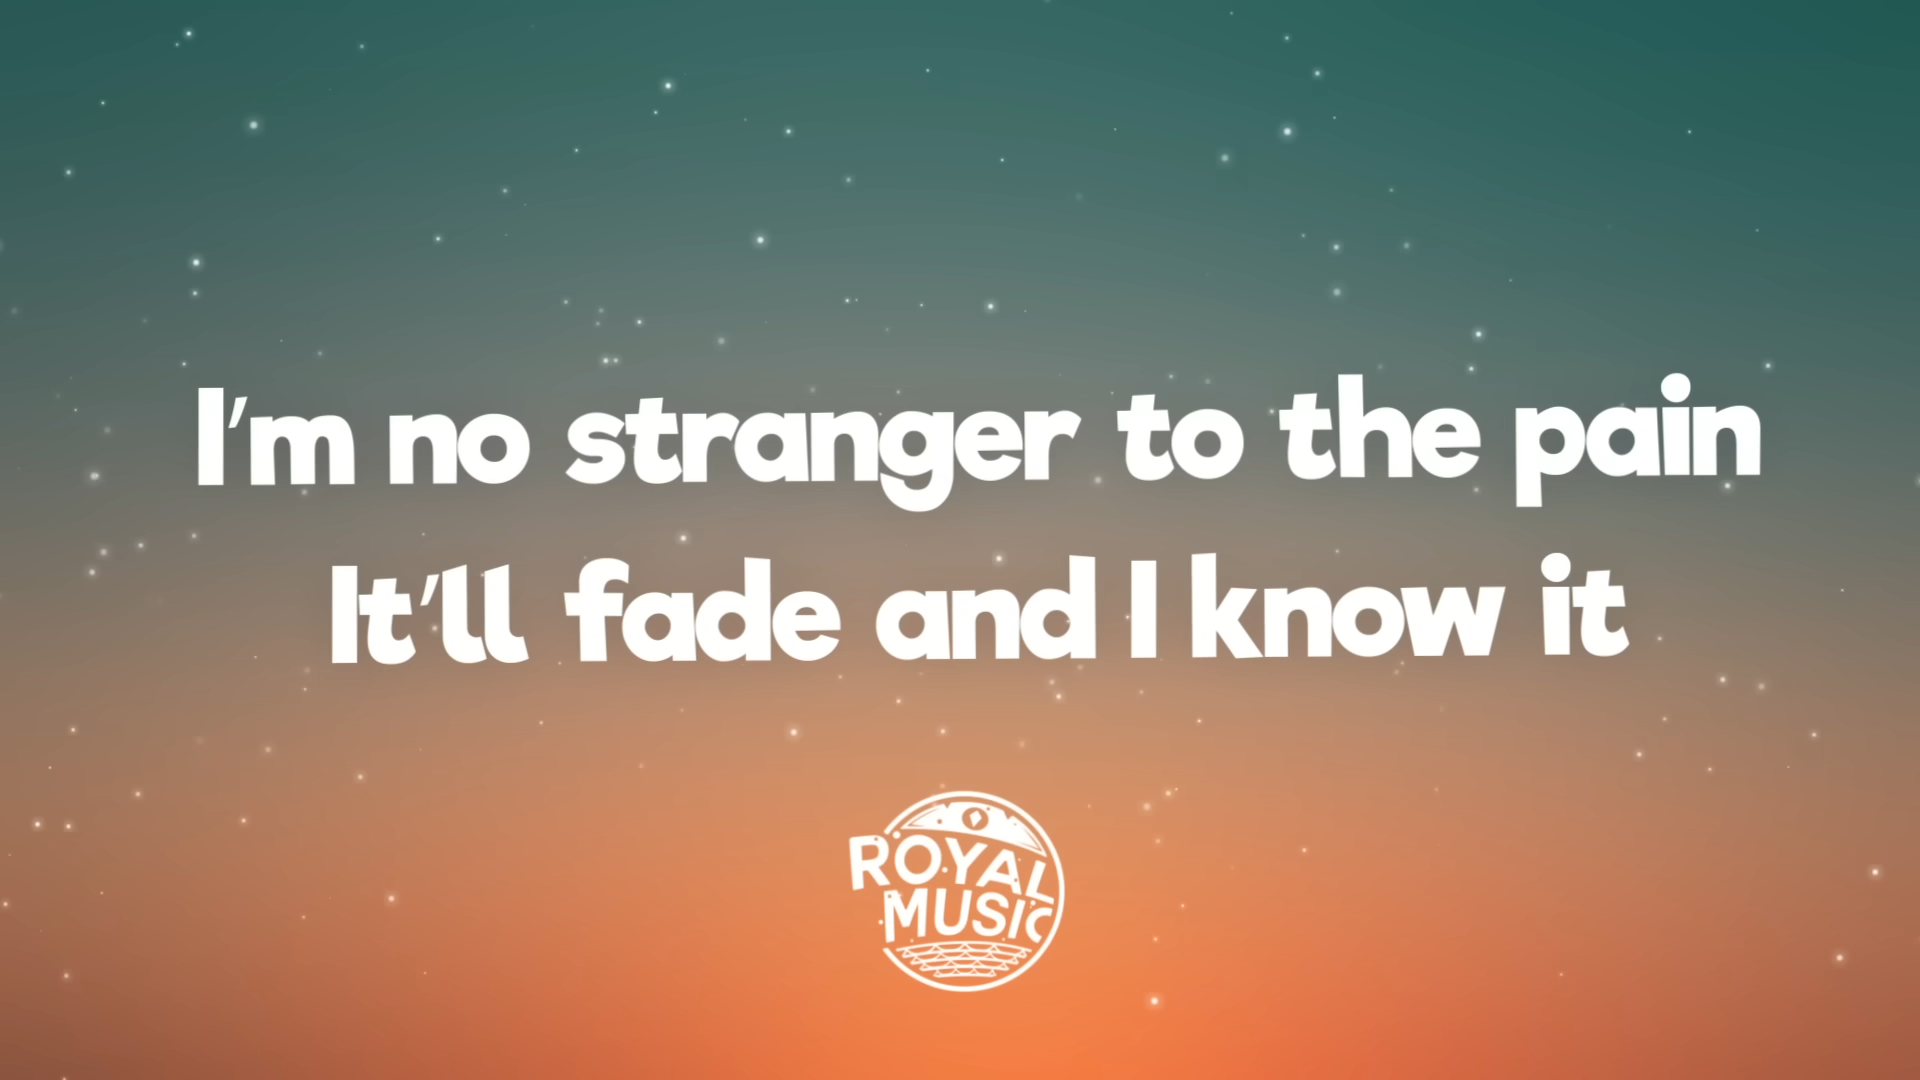 I'm no stranger to the pain
It'll fade and I know it
ROYAL
MUSIC